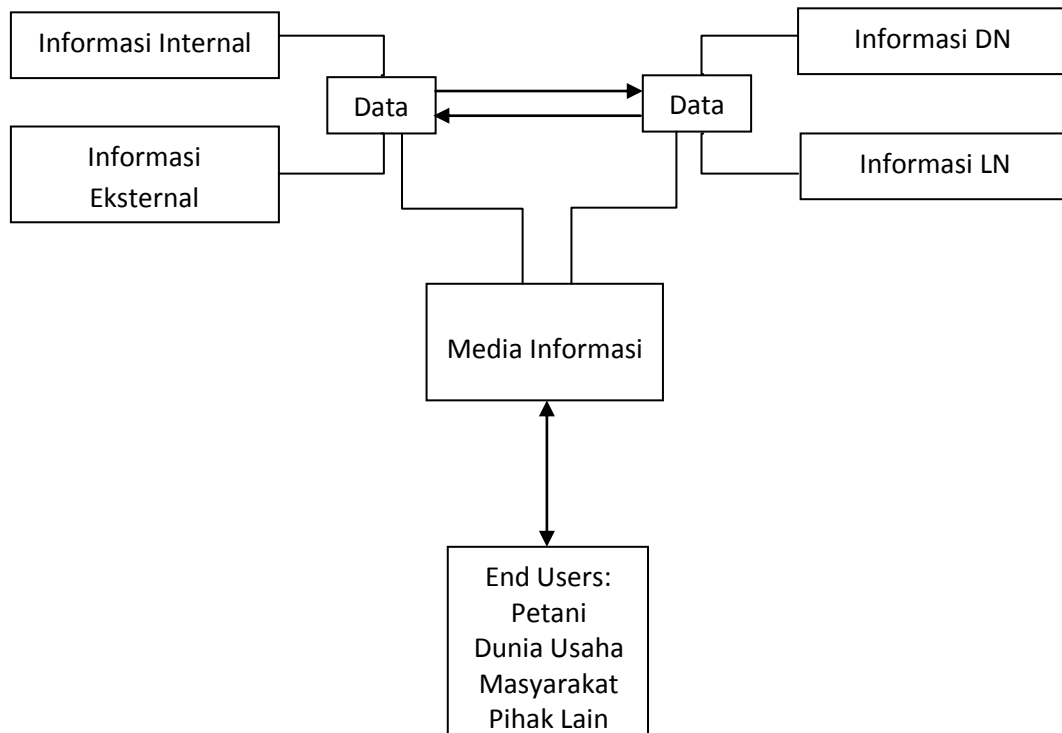 Informasi Internal
Informasi DN
Data
Data
Informasi
Eksternal
Informasi LN
Media Informasi
End Users:
Petani
Dunia Usaha
Masyarakat
Pihak Lain